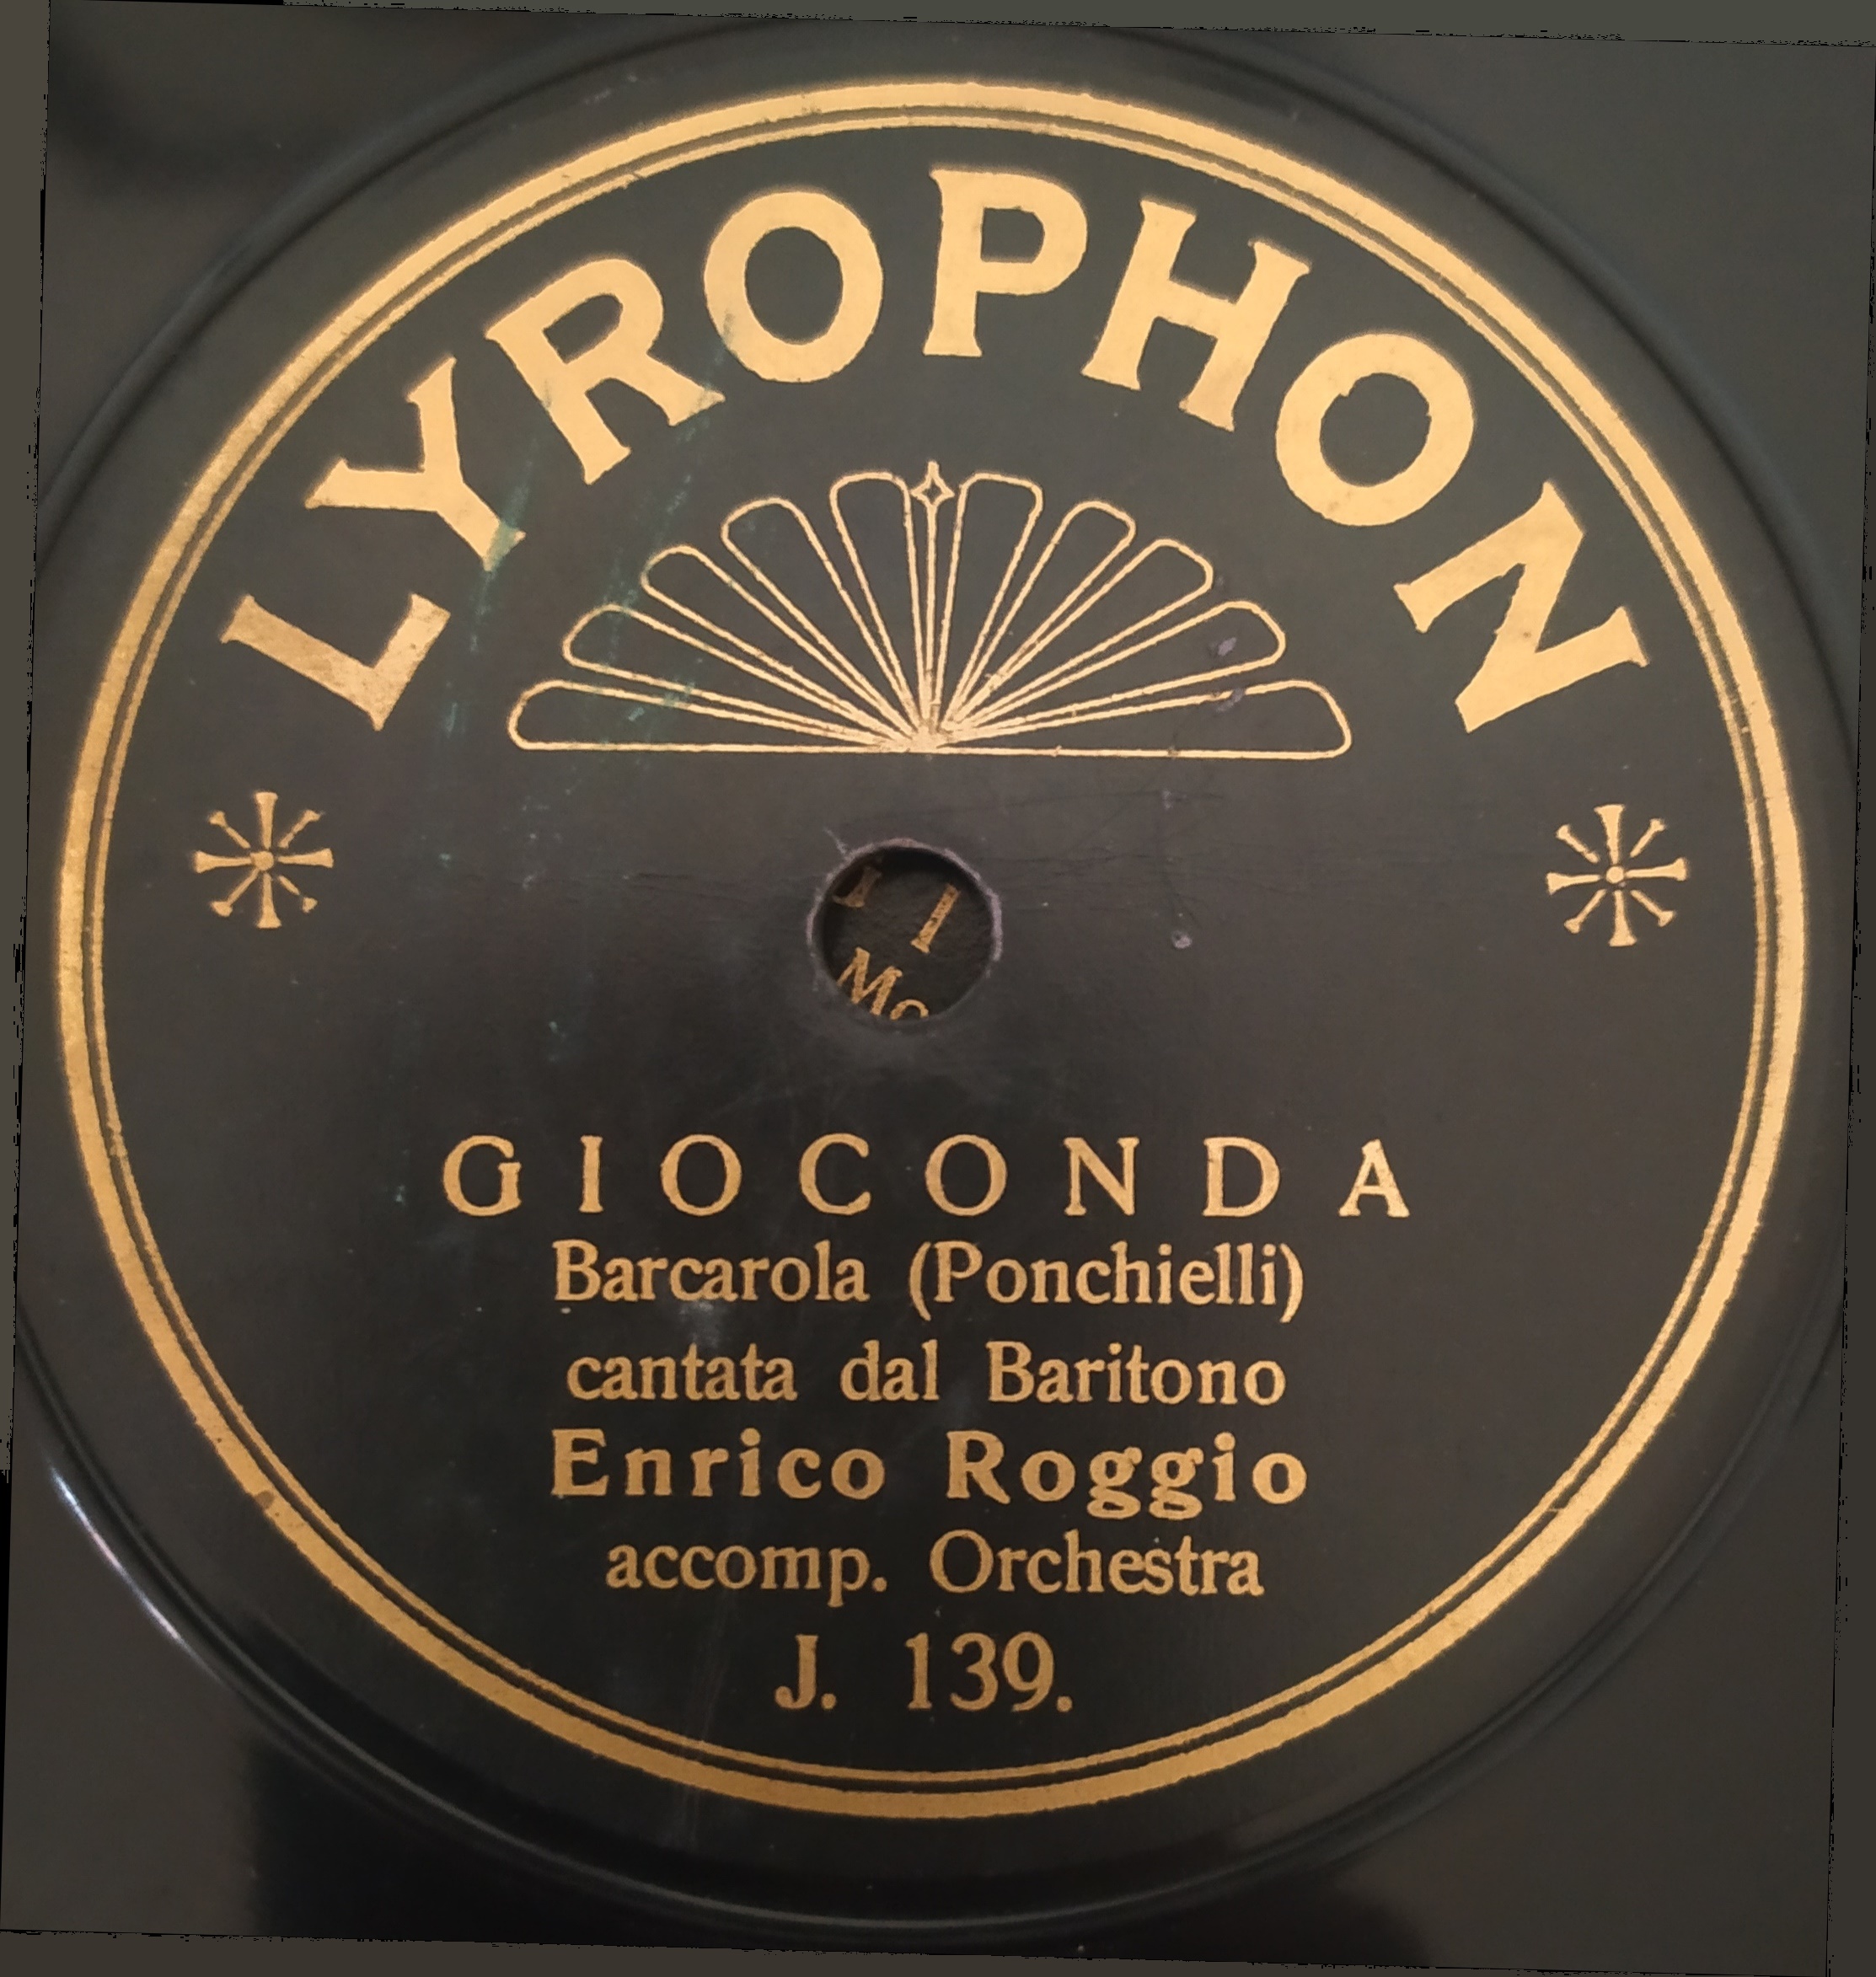 LYROPHON
GIOCONDA
Barcarola (Ponchielli)
cantata dal Baritono
Enrico Roggio
accomp. Orchestra
J. 139.